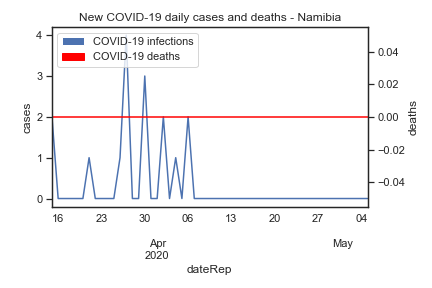 New COVID-19 daily cases and deaths - Namibia
COVID-19 infections
COVID-19 deaths
cases
4
3
2
1
0
deaths
0.04
0.02
0.00
−0.02
−0.04
16 23 30 06 13 20 27 04
Apr May
2020
dateRep